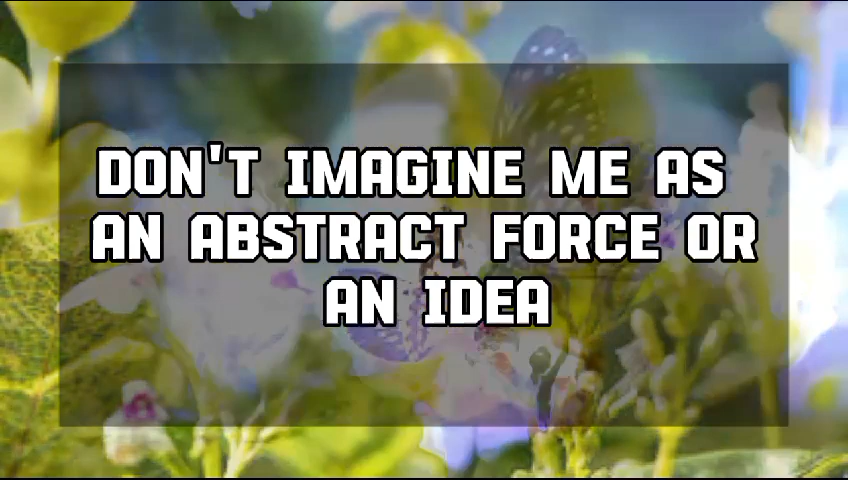 DON'T IMAGINE ME AS
AN ABSTRACT FORCE OR
AN IDEA